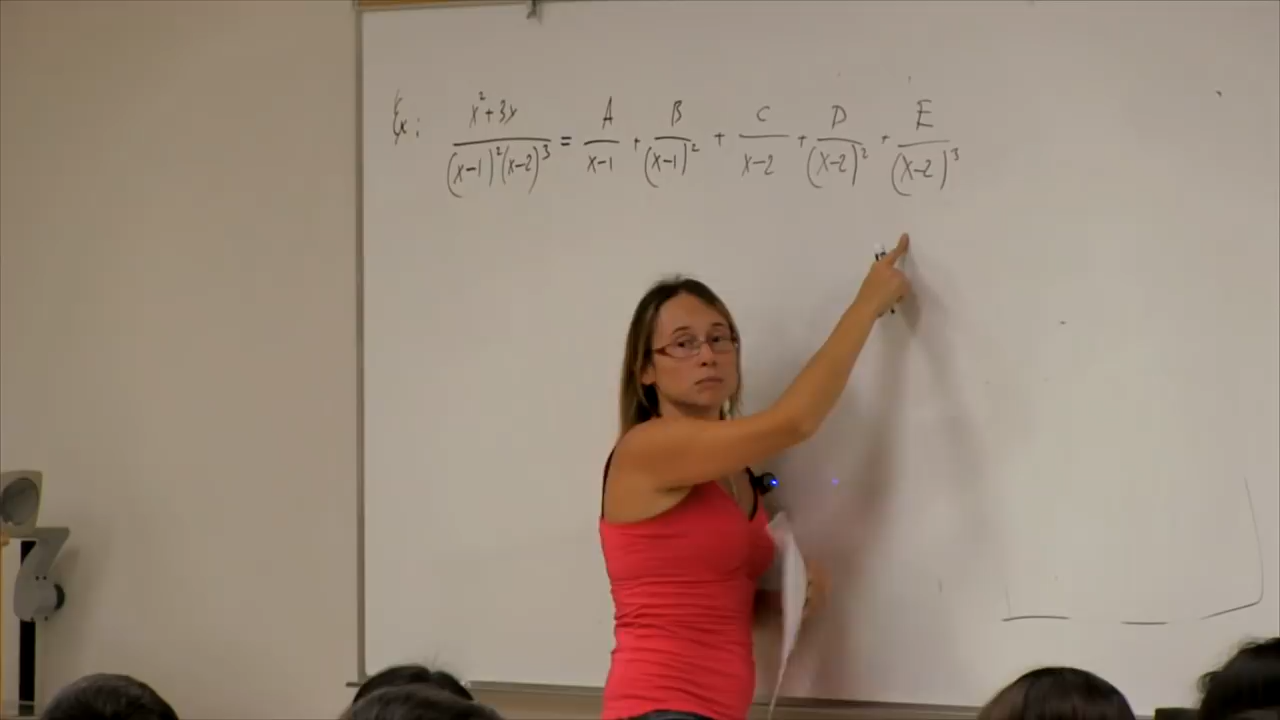 Ex: x²+3x / (x-1)²(x-2)³ = A / x-1 + B / (x-1)² + C / x-2 + D / (x-2)² + E / (x-2)³